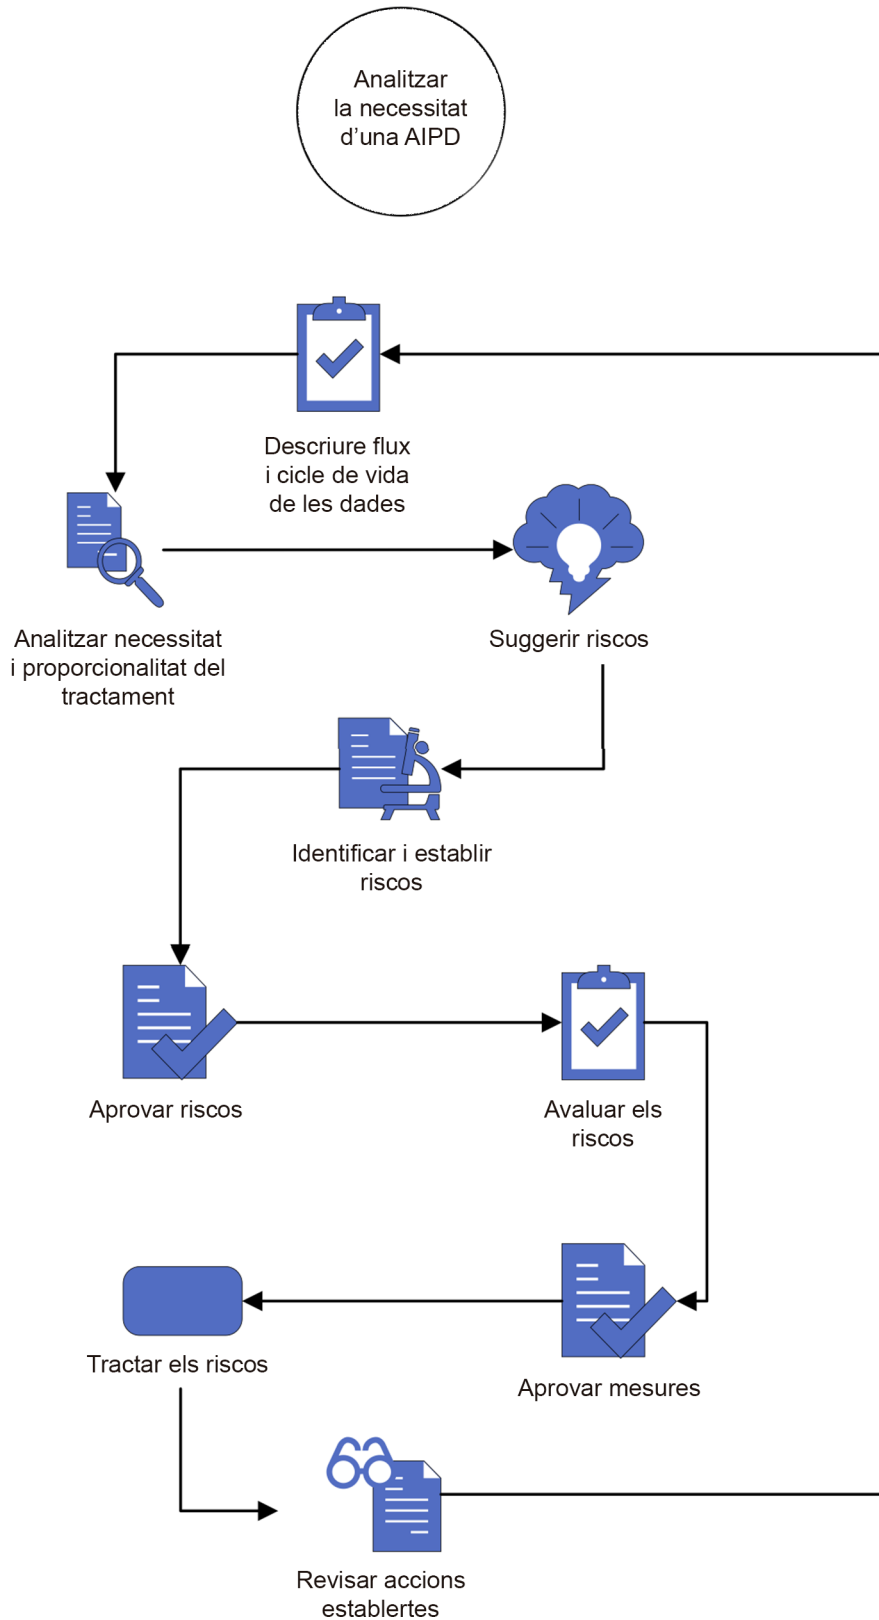 Analitzar
la necessitat
d’una AIPD
Descriure flux
i cicle de vida
de les dades
Analitzar necessitat
i proporcionalitat del
tractament
Suggerir riscos
Identificar i establir
riscos
Aprovar riscos
Avaluar els
riscos
Tractar els riscos
Aprovar mesures
Revisar accions
establertes